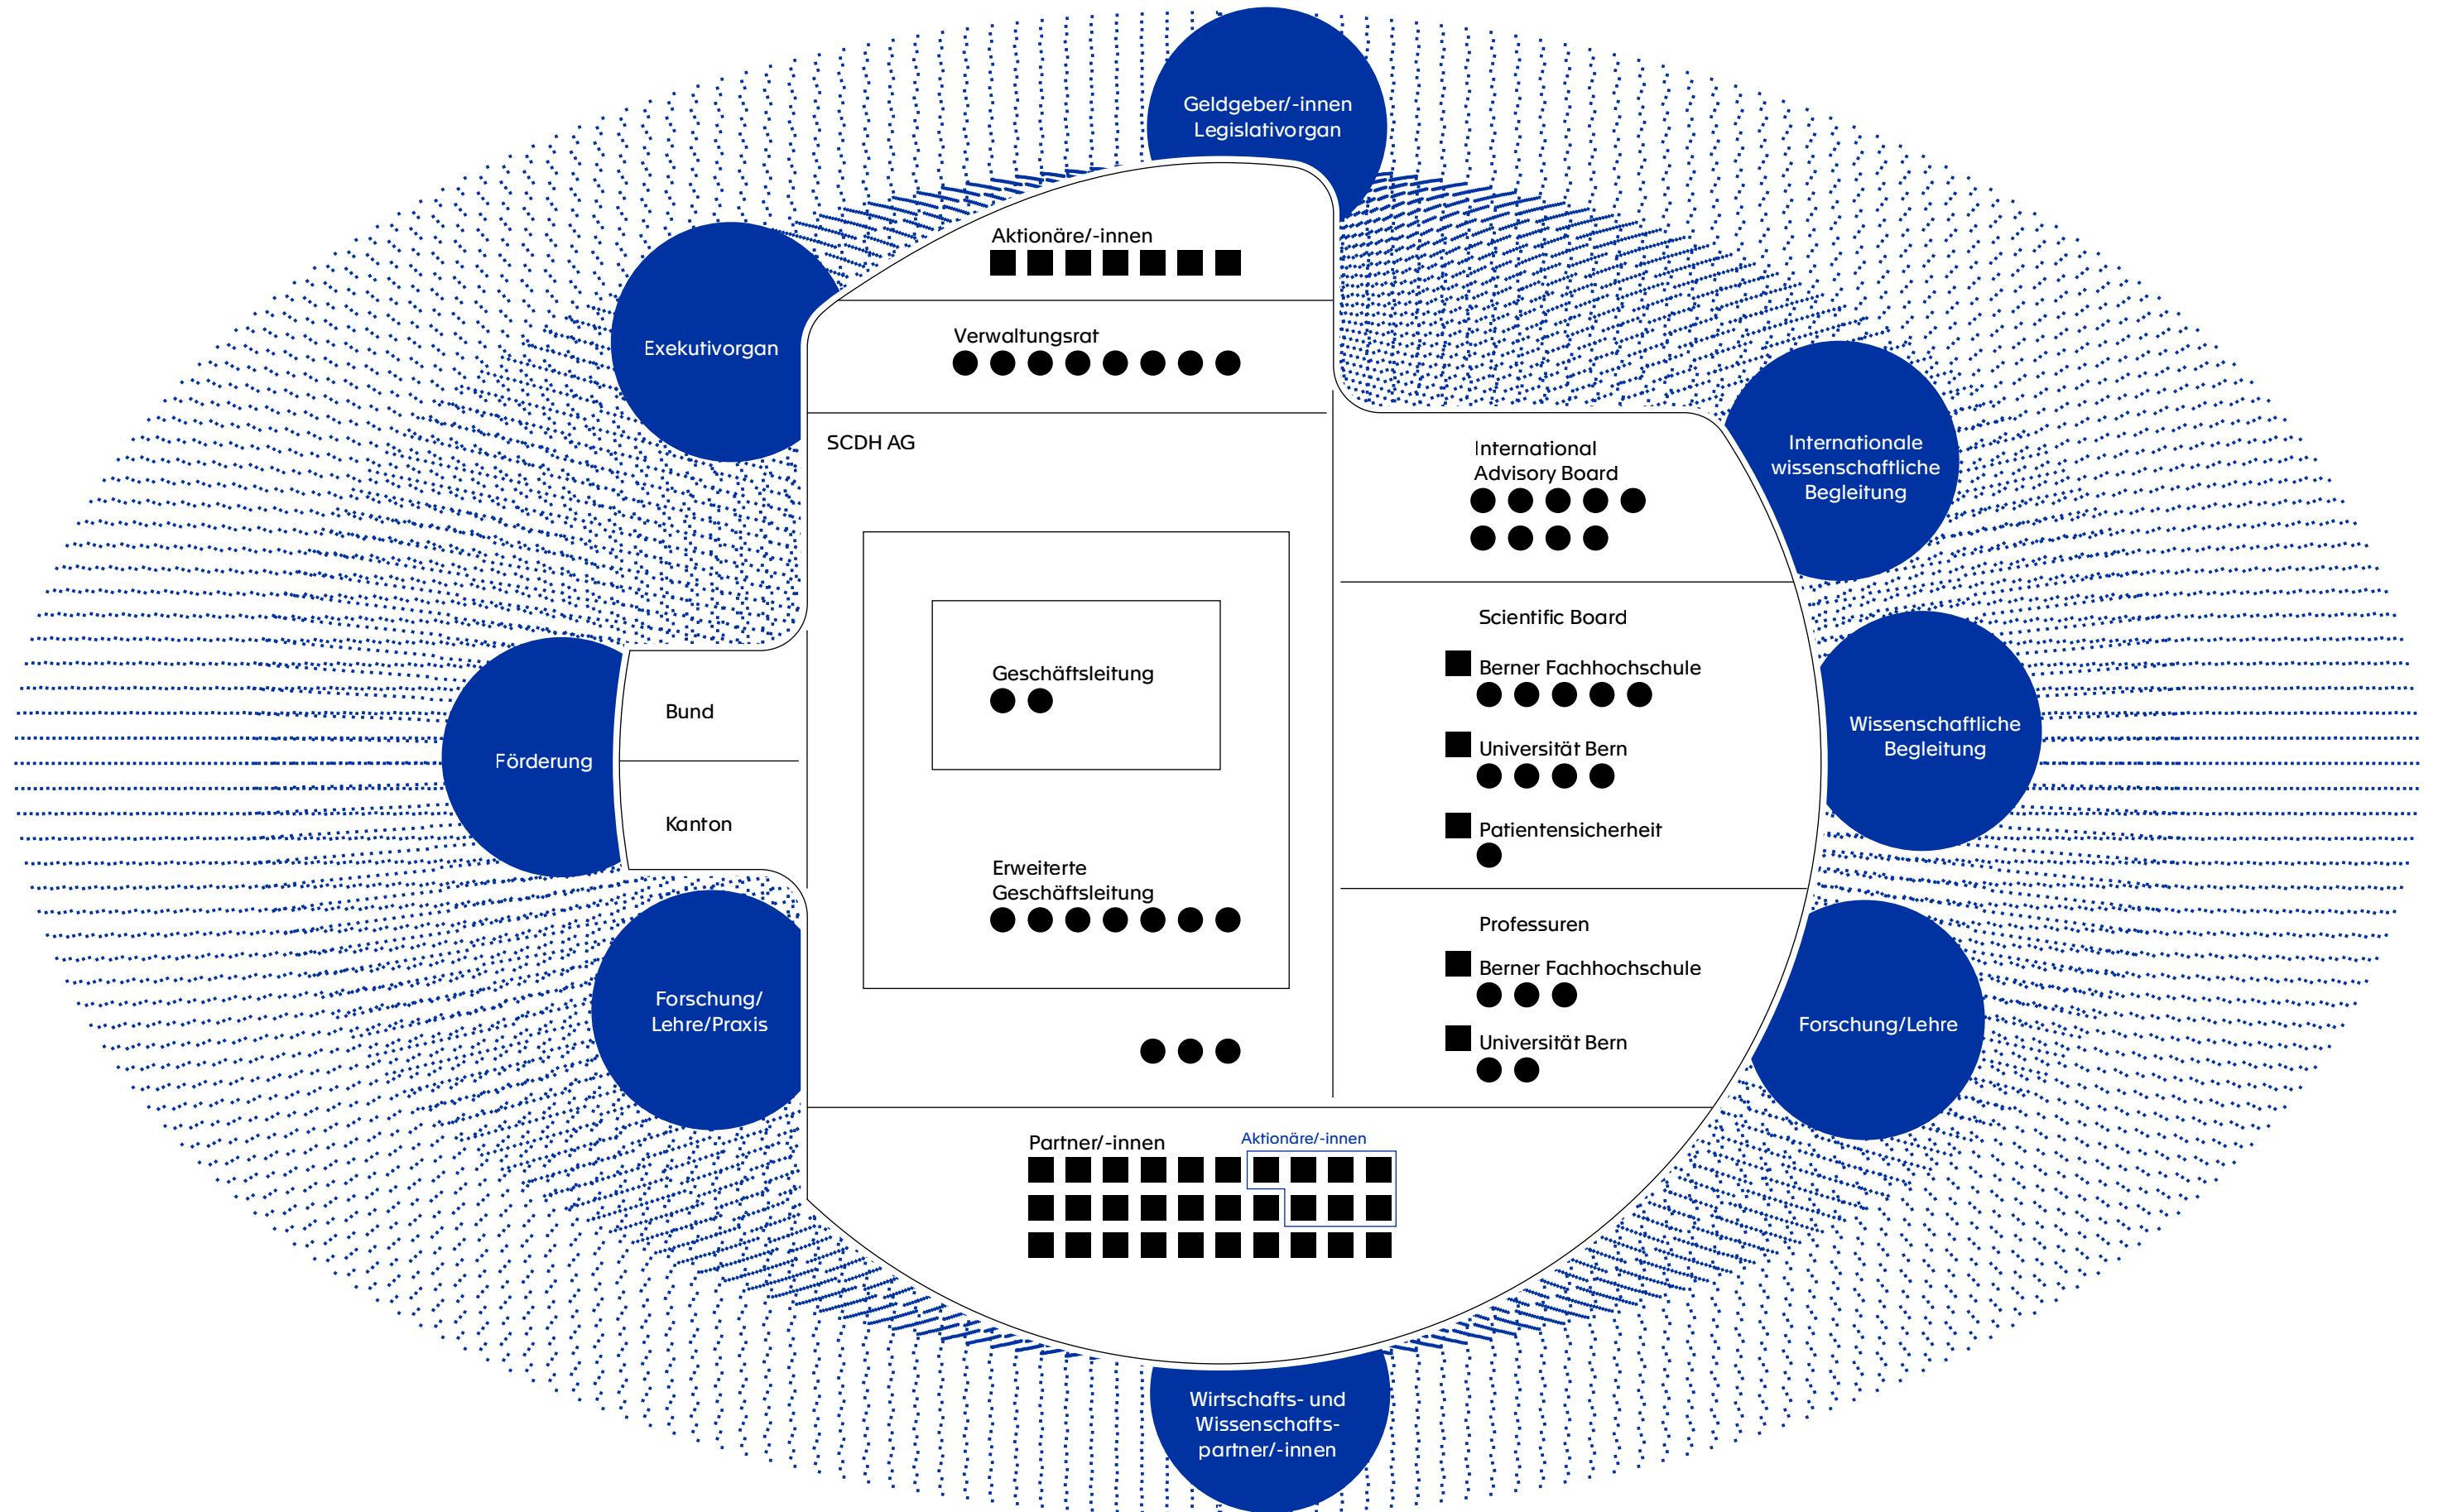 Geldgeber/-innen
Legislativorgan
Aktionäre/-innen
Verwaltungsrat
Exekutivorgan
SCDH AG
International
Advisory Board
Internationale
wissenschaftliche
Begleitung
Scientific Board
Berner Fachhochschule
Universität Bern
Patientensicherheit
Wissenschaftliche
Begleitung
Geschäftsleitung
Bund
Förderung
Kanton
Erweiterte
Geschäftsleitung
Professuren
Berner Fachhochschule
Universität Bern
Forschung/Lehre
Forschung/
Lehre/Praxis
Partner/-innen
Aktionäre/-innen
Wirtschafts- und
Wissenschafts-
partner/-innen